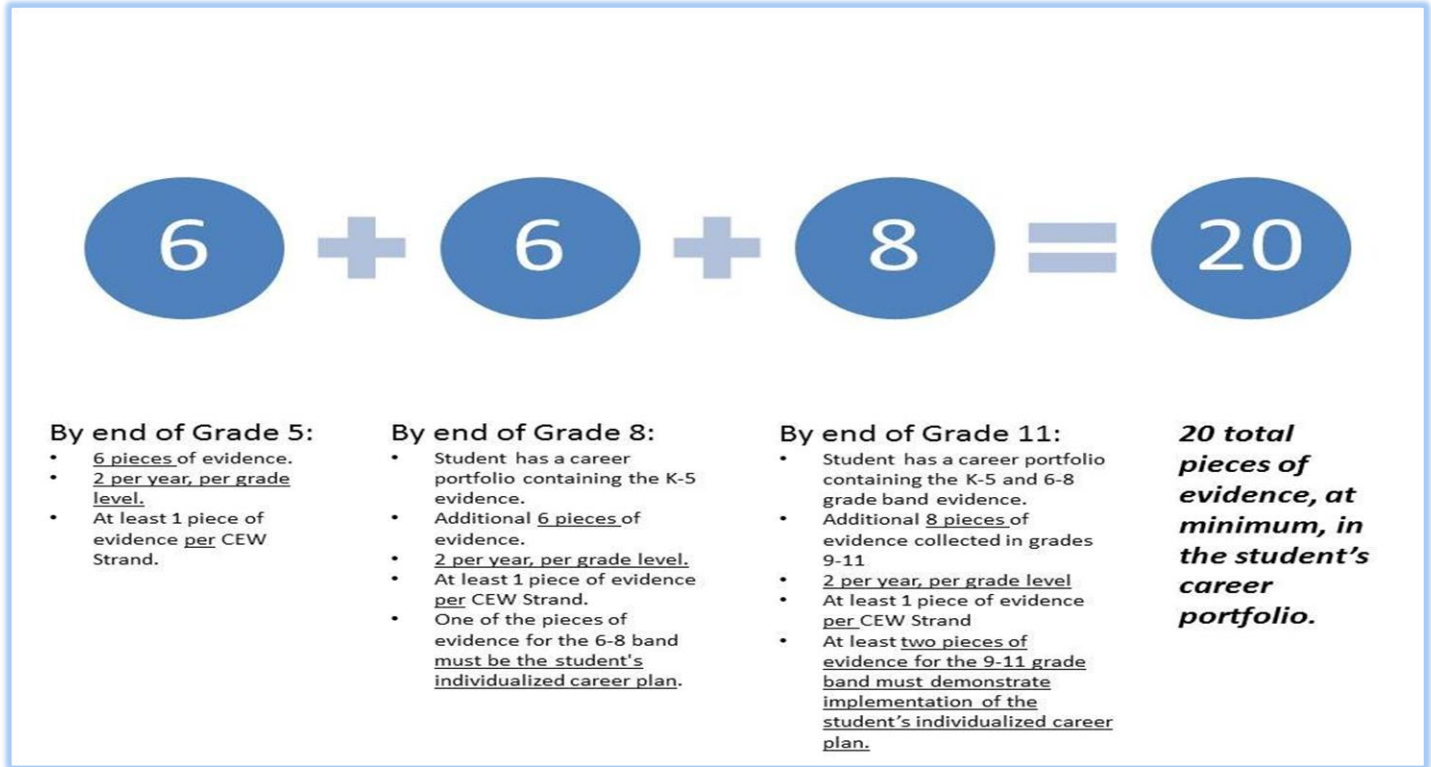 6 + 6 + 8 = 20
By end of Grade 5:
• 6 pieces of evidence.
• 2 per year, per grade
level.
• At least 1 piece of
evidence per CEW
Strand.
By end of Grade 8:
• Student has a career
portfolio containing the K-5
evidence.
• Additional 6 pieces of
evidence.
• 2 per year, per grade level.
• At least 1 piece of evidence
per CEW Strand.
• One of the pieces of
evidence for the 6-8 band
must be the student's
individualized career plan.
By end of Grade 11:
• Student has a career portfolio
containing the K-5 and 6-8
grade band evidence.
• Additional 8 pieces of
evidence collected in grades
9-11
• 2 per year, per grade level
• At least 1 piece of evidence
per CEW Strand
• At least two pieces of
evidence for the 9-11 grade
band must demonstrate
implementation of the
student’s individualized career
plan.
20 total
pieces of
evidence, at
minimum, in
the student’s
career
portfolio.